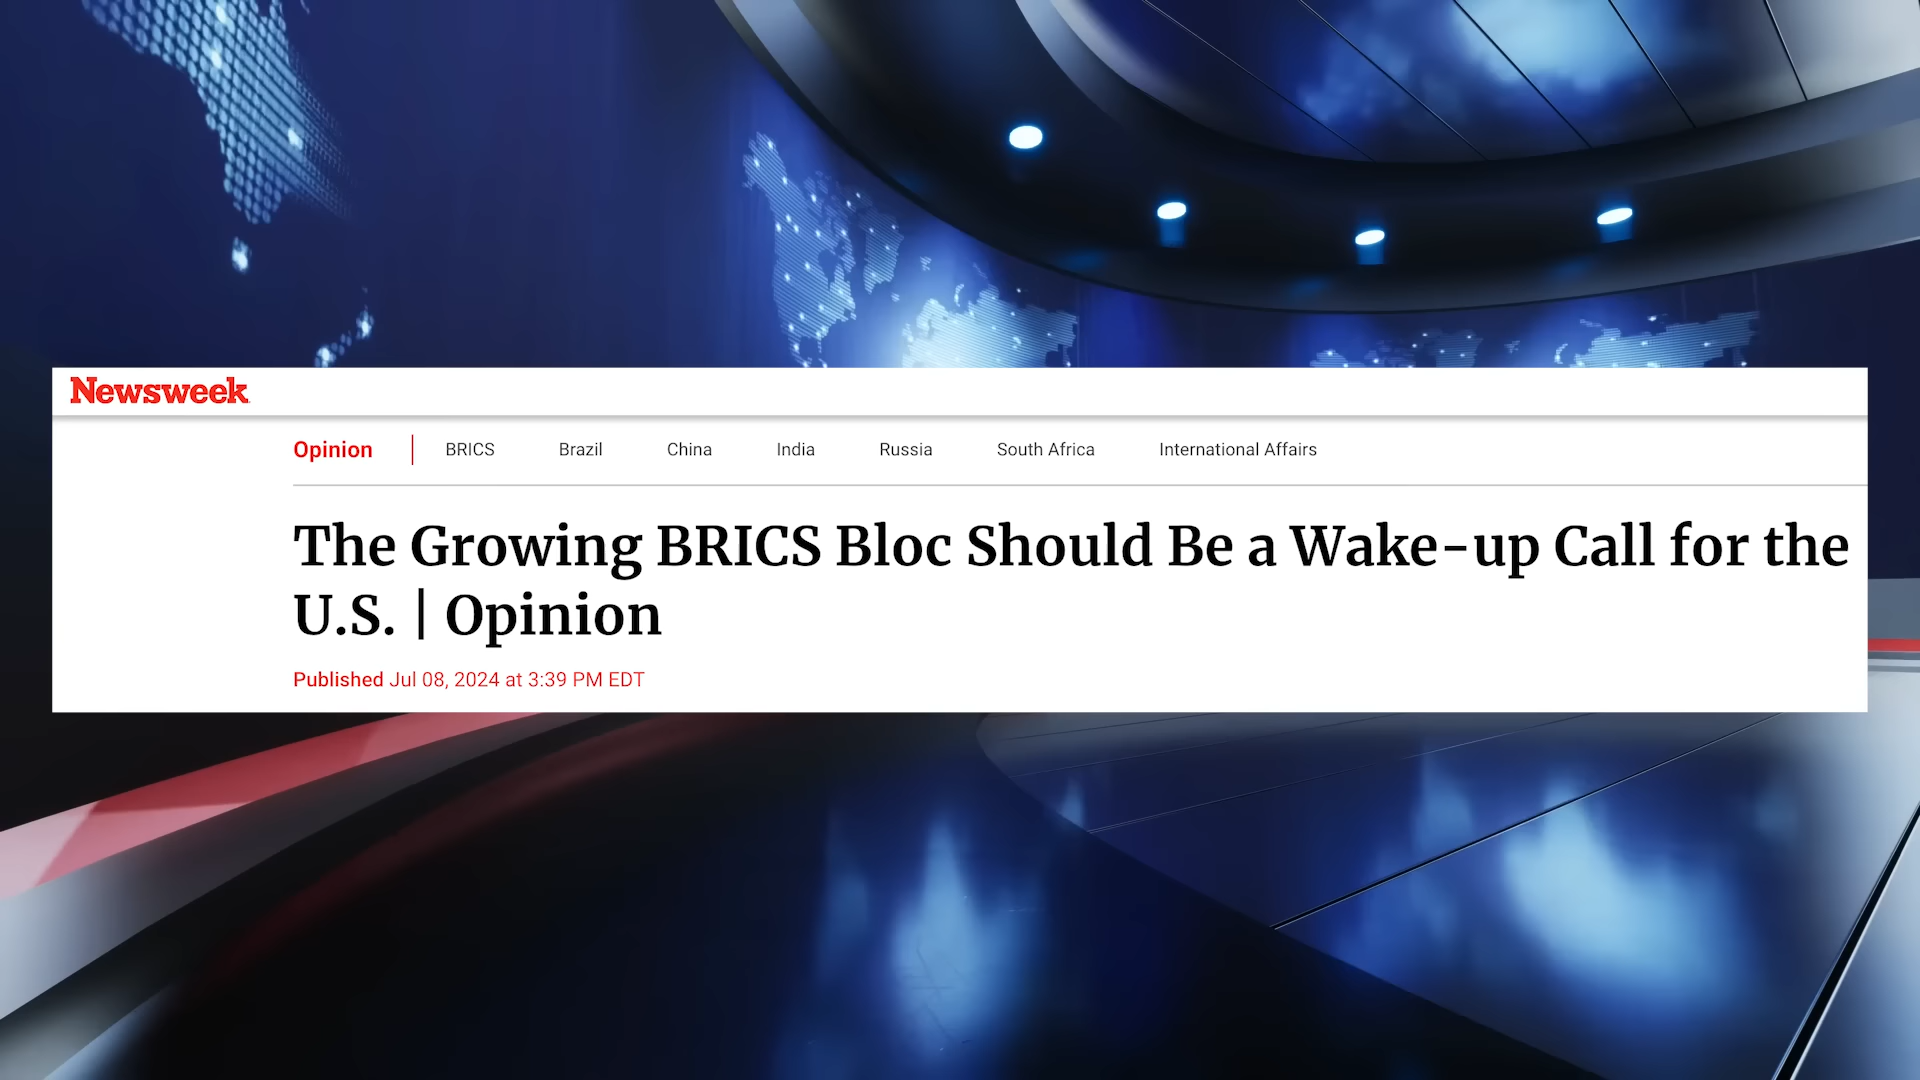 Newsweek
Opinion | BRICS Brazil China India Russia South Africa International Affairs
The Growing BRICS Bloc Should Be a Wake-up Call for the
U.S. | Opinion
Published Jul 08, 2024 at 3:39 PM EDT